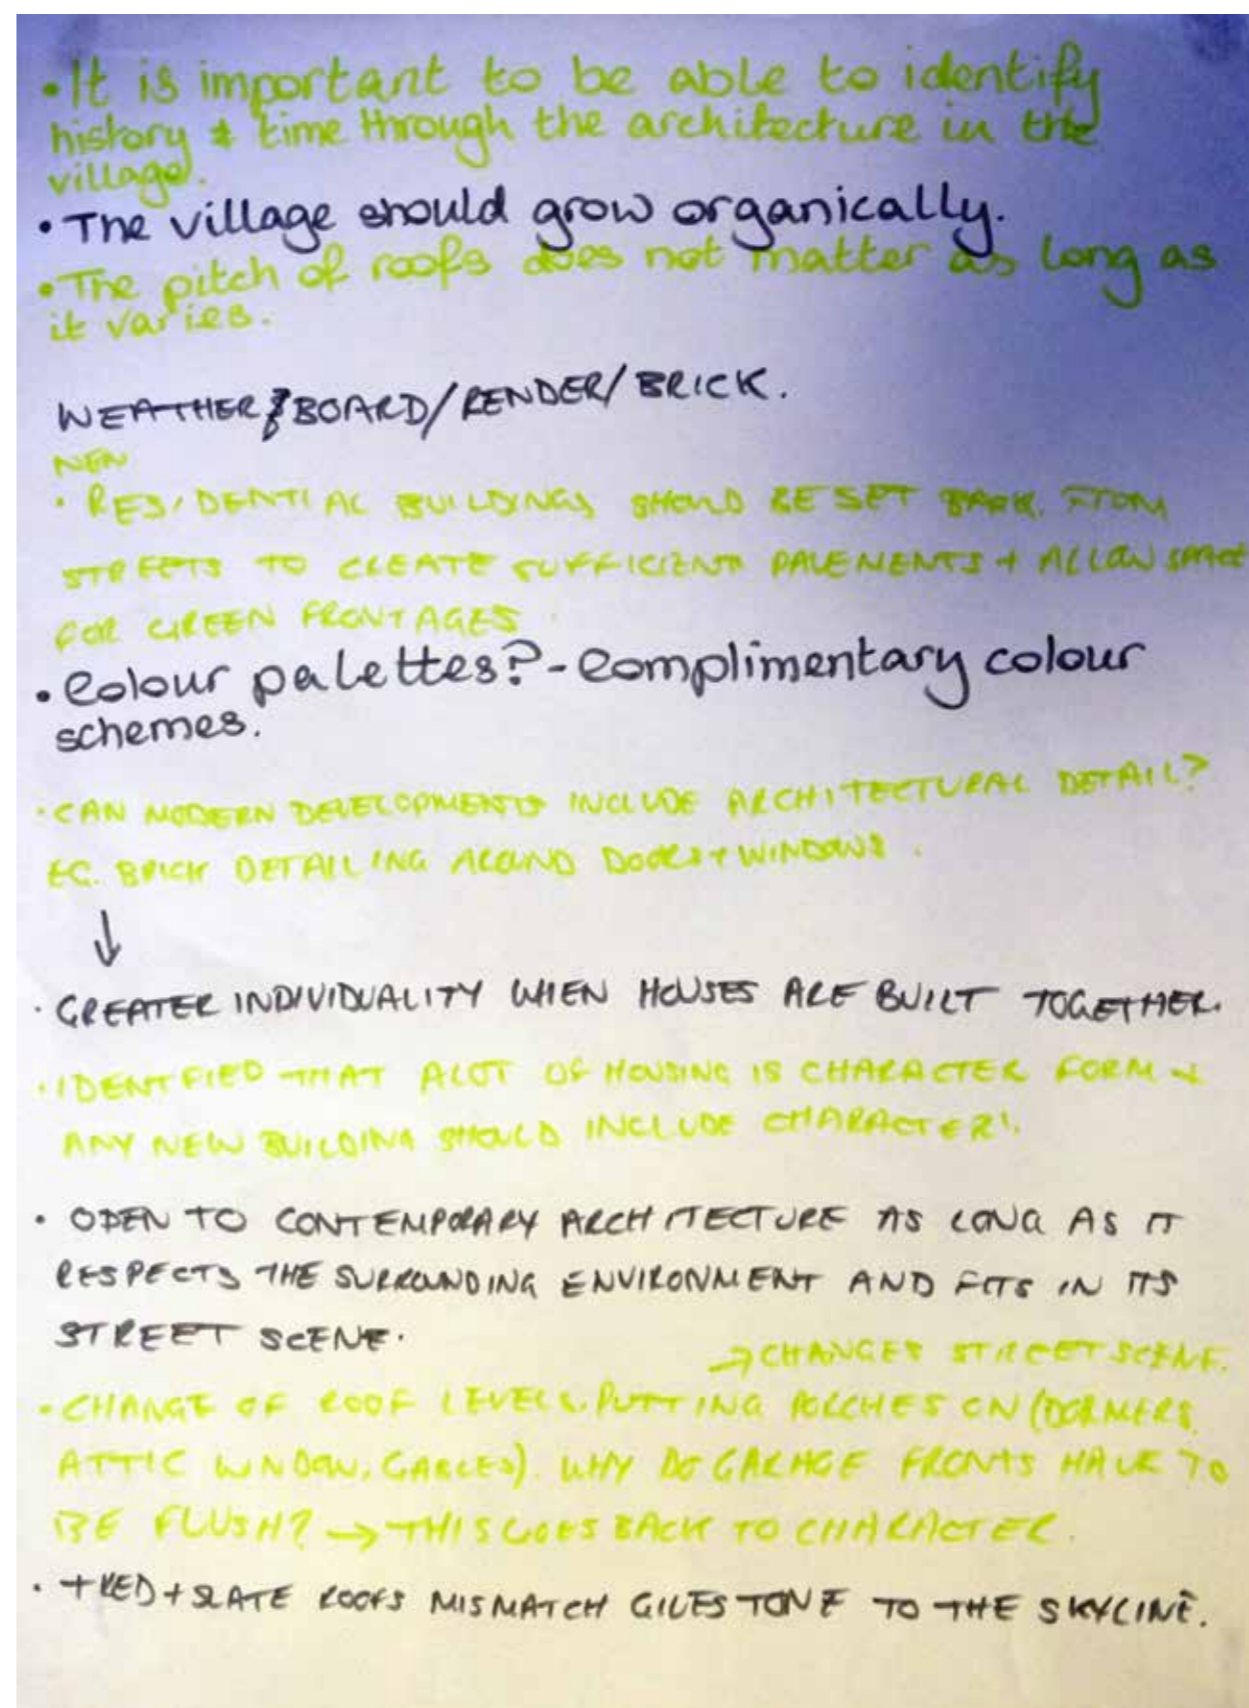 • It is important to be able to identify
history & time through the architecture in the
village.
• The village should grow organically.
• The pitch of roofs does not matter as long as
it varies.
WEATHER BOARD/RENDER/BRICK.
NEW
• RESIDENTIAL BUILDINGS SHOULD BE SET BACK FROM
STREETS TO CREATE SUFFICIENT PAVEMENTS + ALLOW SPACE
FOR GREEN FRONTAGES.
• Colour palettes? - Complimentary colour
schemes.
• CAN MODERN DEVELOPMENTS INCLUDE ARCHITECTURAL DETAIL?
EG. BRICK DETAILING AROUND DOORS + WINDOWS.
↓
• GREATER INDIVIDUALITY WHEN HOUSES ARE BUILT TOGETHER.
• IDENTIFIED THAT ALOT OF HOUSING IS CHARACTER FORM &
ANY NEW BUILDING SHOULD INCLUDE CHARACTER!.
• OPEN TO CONTEMPORARY ARCHITECTURE AS LONG AS IT
RESPECTS THE SURROUNDING ENVIRONMENT AND FITS IN ITS
STREET SCENE.
→ CHANGES STREET SCENE.
• CHANGE OF ROOF LEVELS, PUTTING PORCHES ON (DORMERS,
ATTIC WINDOW, GABLES). WHY DO GARAGE FRONTS HAVE TO
BE FLUSH? → THIS GOES BACK TO CHARACTER.
• + RED + SLATE ROOFS MISMATCH GIVES TONE TO THE SKYLINE.